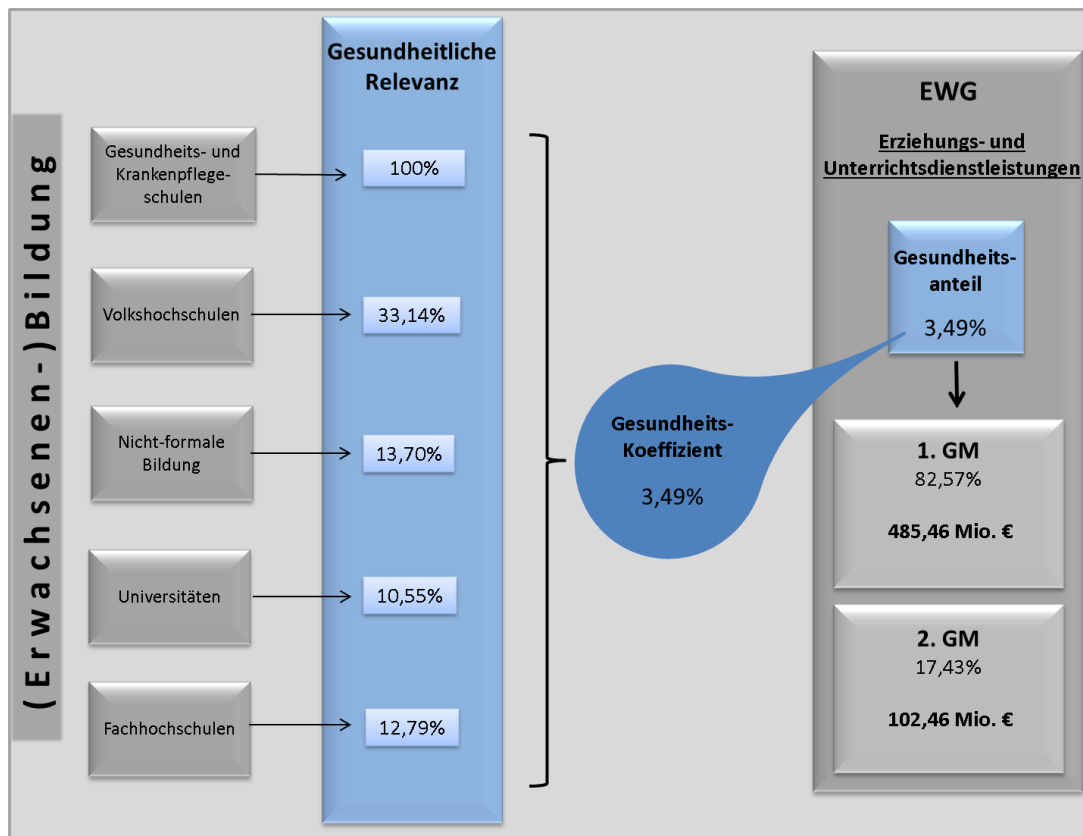 (Erwachsenen-)Bildung
Gesundheitliche
Relevanz
Gesundheits- und
Krankenpflege-
schulen
100%
Volkshochschulen
33,14%
Nicht-formale
Bildung
13,70%
Universitäten
10,55%
Fachhochschulen
12,79%
Gesundheits-
Koeffizient
3,49%
EWG
Erziehungs- und
Unterrichtsdienstleistungen
Gesundheits-
anteil
3,49%
1. GM
82,57%
485,46 Mio. €
2. GM
17,43%
102,46 Mio. €